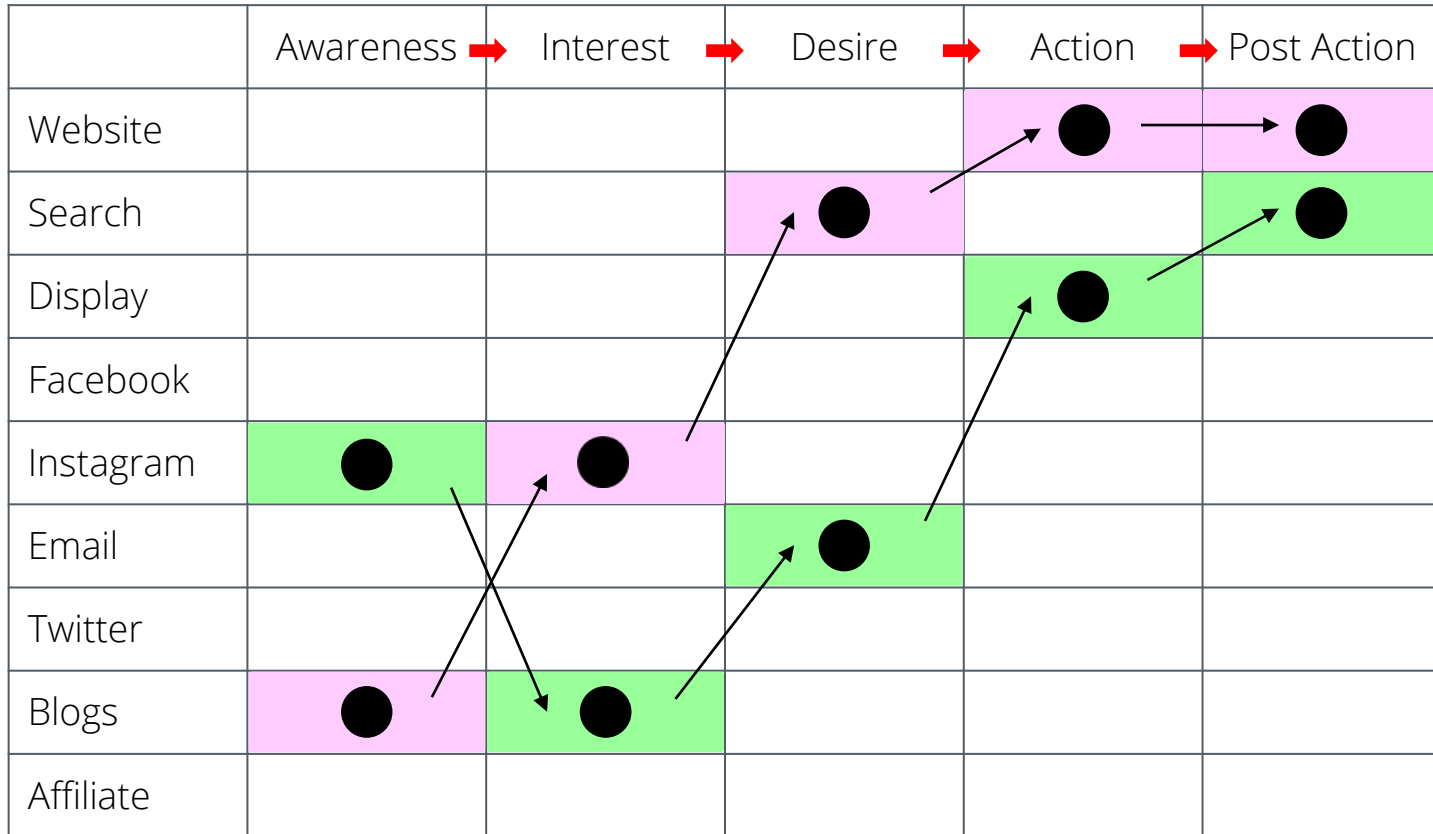 Awareness Interest Desire Action Post Action
Website
Search
Display
Facebook
Instagram
Email
Twitter
Blogs
Affiliate